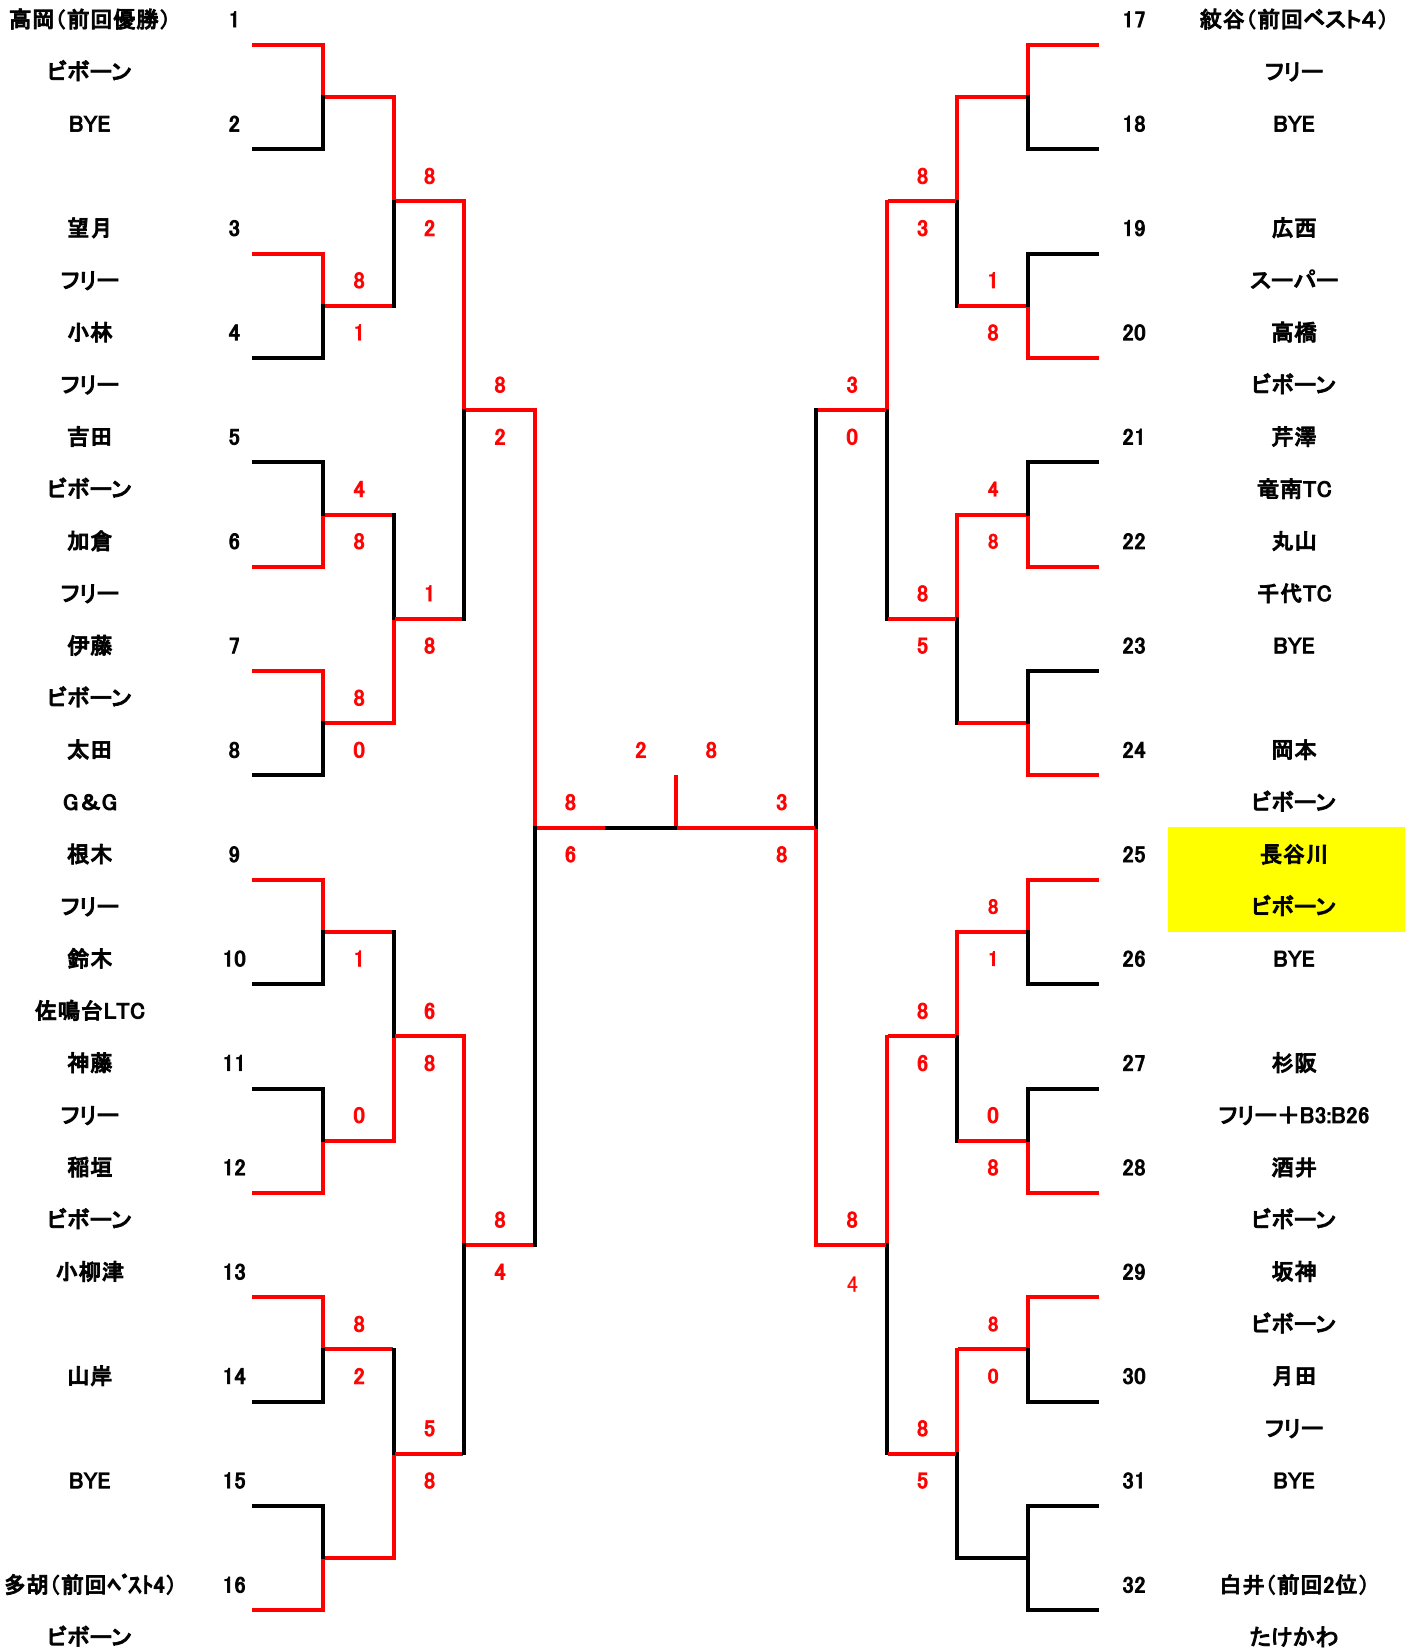 高岡(前回優勝) 1
ビボーン
BYE 2
8
望月 3 2
フリー 8
小林 4 1
フリー 8
吉田 5 2
ビボーン 4
加倉 6 8
フリー 1
伊藤 7 8
ビボーン 8
太田 8 0
2 8
G&G 8
根木 9 6
フリー
鈴木 10 1
佐鳴台LTC 6
神藤 11 8
フリー 0
稲垣 12
ビボーン 8
小柳津 13 4
8
山岸 14 2
5
BYE 15 8
多胡(前回ベスト4) 16
ビボーン
17 紋谷(前回ベスト4)
フリー
18 BYE
8
3 19 広西
1 スーパー
8 20 高橋
3 ビボーン
0 21 芹澤
4 竜南TC
8 22 丸山
8 千代TC
5 23 BYE
24 岡本
3 ビボーン
8 25 長谷川
8 ビボーン
1 26 BYE
8
6 27 杉阪
0 フリー+B3:B26
8 28 酒井
8 ビボーン
4 29 坂神
8 ビボーン
0 30 月田
8 フリー
5 31 BYE
32 白井(前回2位)
たけかわ